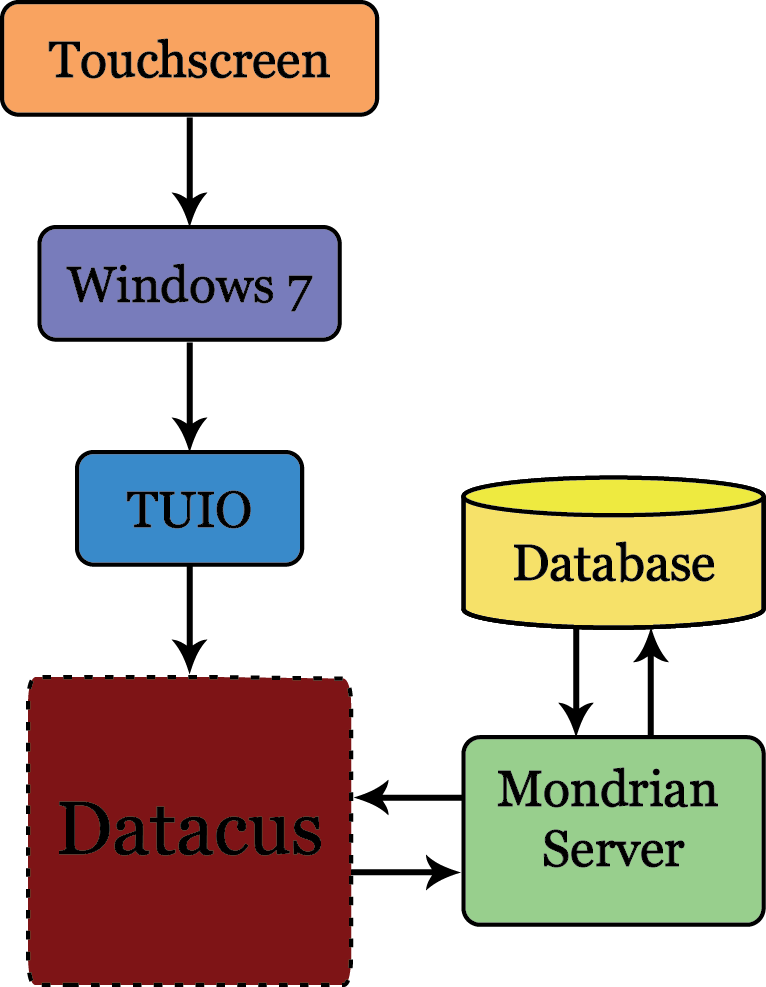 Touchscreen
Windows 7
TUIO
Database
Datacus
Mondrian
Server